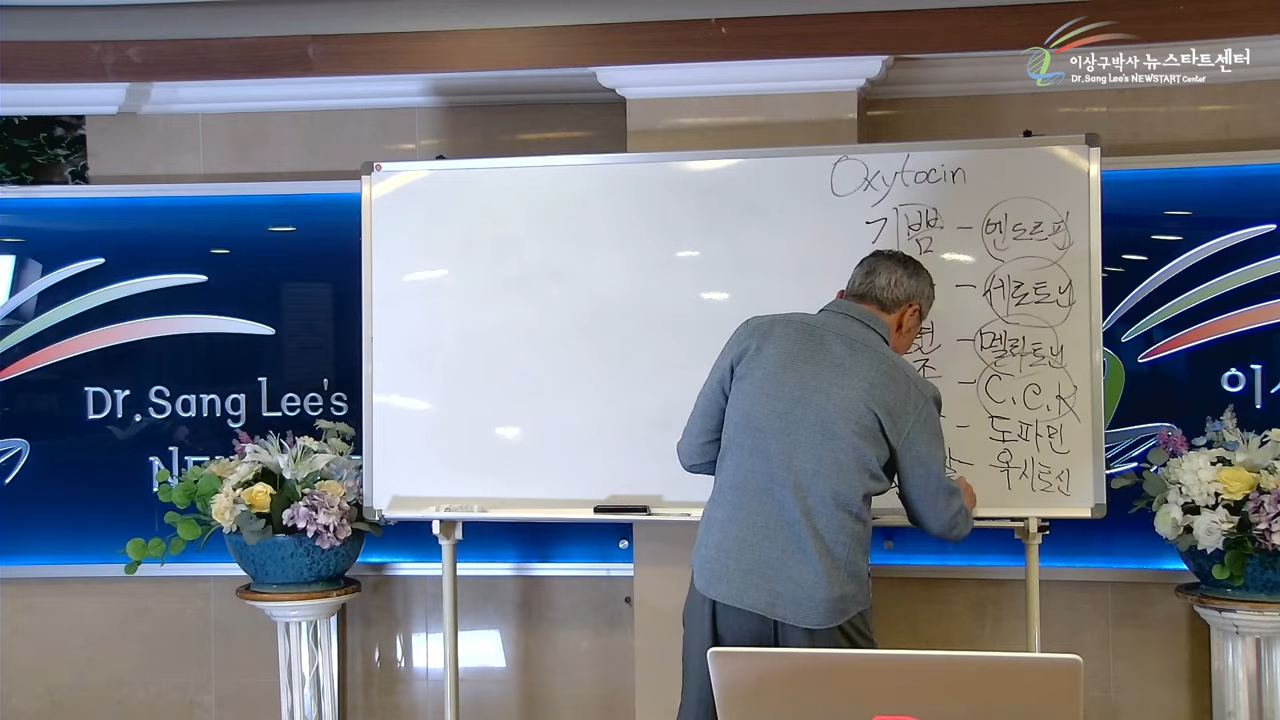 이상구박사 뉴스타트센터
Dr. Sang Lee's NEWSTART Center
Oxytocin
기쁨 - 엔도르핀
- 세로토닌
- 멜라토닌
- C.C.K
- 도파민
- 옥시토신
Dr. Sang Lee's